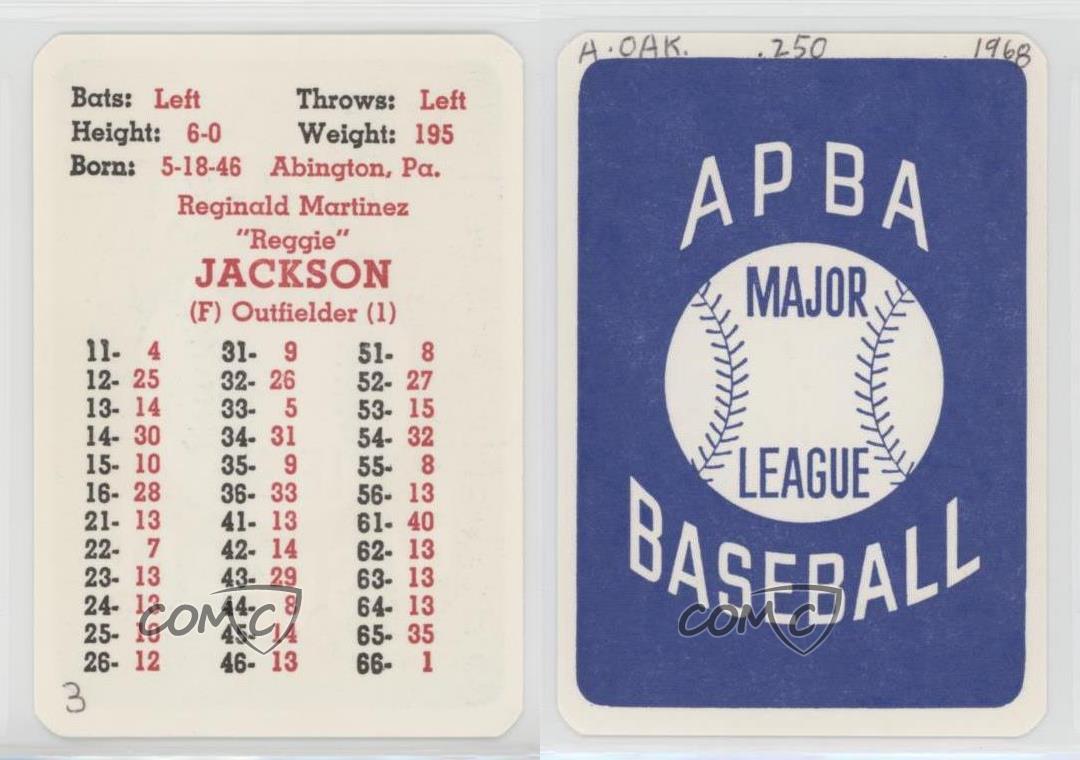 Bats: Left Throws: Left
Height: 6-0 Weight: 195
Born: 5-18-46 Abington, Pa.
Reginald Martinez
"Reggie"
JACKSON
(F) Outfielder (1)
11- 4 31- 9 51- 8
12- 25 32- 26 52- 27
13- 14 33- 5 53- 15
14- 30 34- 31 54- 32
15- 10 35- 9 55- 8
16- 28 36- 33 56- 13
21- 13 41- 13 61- 40
22- 7 42- 14 62- 13
23- 13 43- 29 63- 13
24- 44- 8 64- 13
25- 45- 14 65- 35
26- 12 46- 13 66- 1
3
COMC
A. OAK. .250 1968
APBA
MAJOR
LEAGUE
BASEBALL
COMC